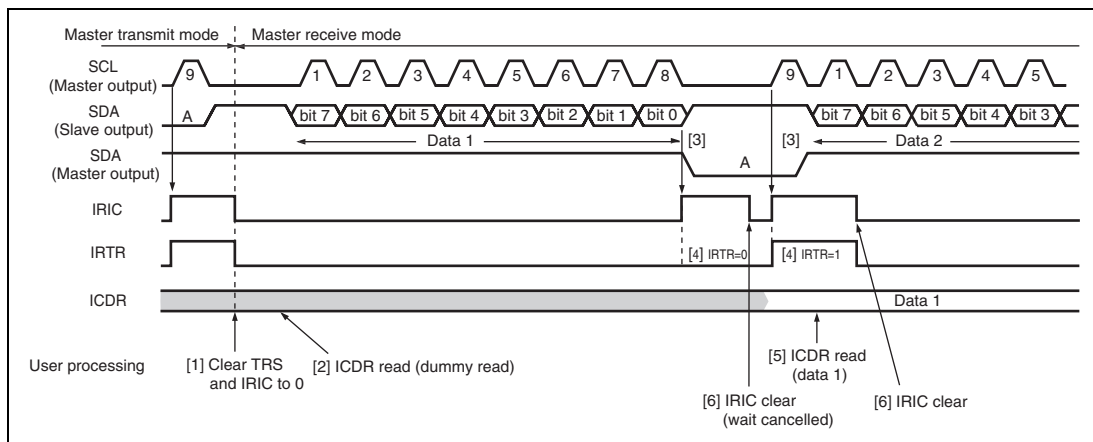 Master transmit mode Master receive mode
SCL
(Master output)
9 1 2 3 4 5 6 7 8 9 1 2 3 4 5
SDA
(Slave output)
A bit 7 bit 6 bit 5 bit 4 bit 3 bit 2 bit 1 bit 0 bit 7 bit 6 bit 5 bit 4 bit 3
Data 1 [3] [3] Data 2
SDA
(Master output)
A
IRIC
IRTR
[4] IRTR=0 [4] IRTR=1
ICDR
Data 1
User processing
[1] Clear TRS
and IRIC to 0
[2] ICDR read (dummy read)
[5] ICDR read
(data 1)
[6] IRIC clear
(wait cancelled)
[6] IRIC clear